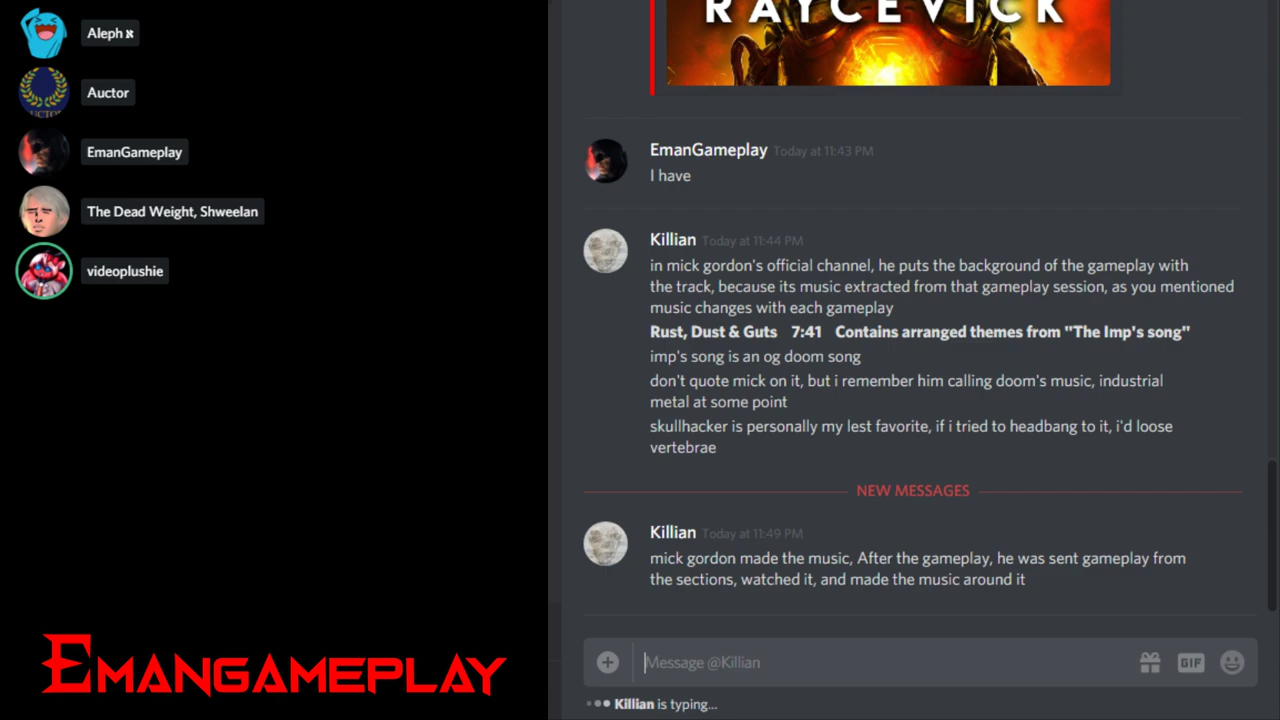 Aleph ℵ
Auctor
EmanGameplay
The Dead Weight, Shweelan
videoplushie
EMANGAMEPLAY
RAYCEVICK
EmanGameplay Today at 11:43 PM
I have
Killian Today at 11:44 PM
in mick gordon's official channel, he puts the background of the gameplay with
the track, because its music extracted from that gameplay session, as you mentioned
music changes with each gameplay
Rust, Dust & Guts 7:41 Contains arranged themes from "The Imp's song"
imp's song is an og doom song
don't quote mick on it, but i remember him calling doom's music, industrial
metal at some point
skullhacker is personally my lest favorite, if i tried to headbang to it, i'd loose
vertebrae
NEW MESSAGES
Killian Today at 11:49 PM
mick gordon made the music, After the gameplay, he was sent gameplay from
the sections, watched it, and made the music around it
Message @Killian
GIF
Killian is typing...